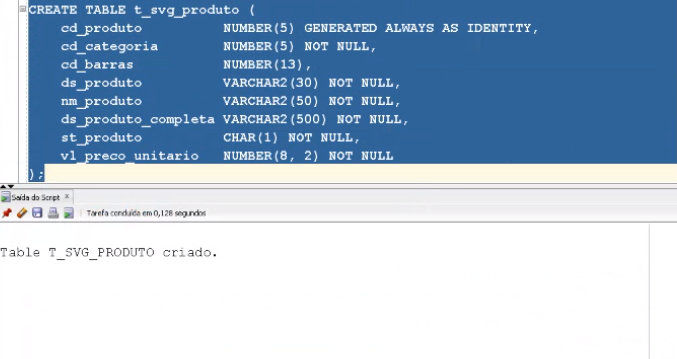 CREATE TABLE t_svg_produto (
cd_produto NUMBER(5) GENERATED ALWAYS AS IDENTITY,
cd_categoria NUMBER(5) NOT NULL,
cd_barras NUMBER(13),
ds_produto VARCHAR2(30) NOT NULL,
nm_produto VARCHAR2(50) NOT NULL,
ds_produto_completa VARCHAR2(500) NOT NULL,
st_produto CHAR(1) NOT NULL,
vl_preco_unitario NUMBER(8, 2) NOT NULL
);
Saída do Script ×
Tarefa concluída em 0,128 segundos
Table T_SVG_PRODUTO criado.